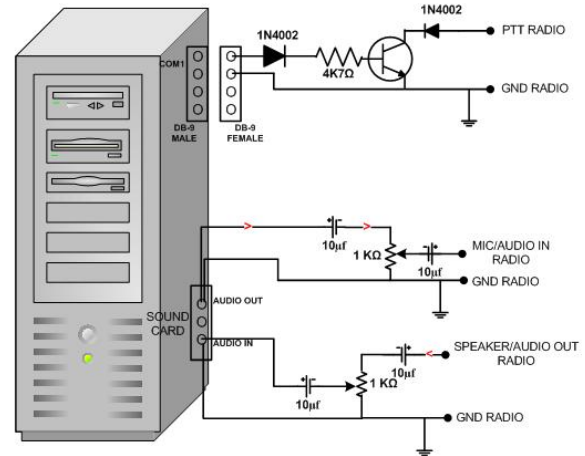 1N4002
1N4002
PTT RADIO
COM1
4K7Ω
GND RADIO
DB-9
MALE
DB-9
FEMALE
10µf
1 KΩ
10µf
MIC/AUDIO IN
RADIO
GND RADIO
AUDIO OUT
SOUND
CARD
AUDIO IN
SPEAKER/AUDIO OUT
RADIO
10µf
1 KΩ
10µf
GND RADIO